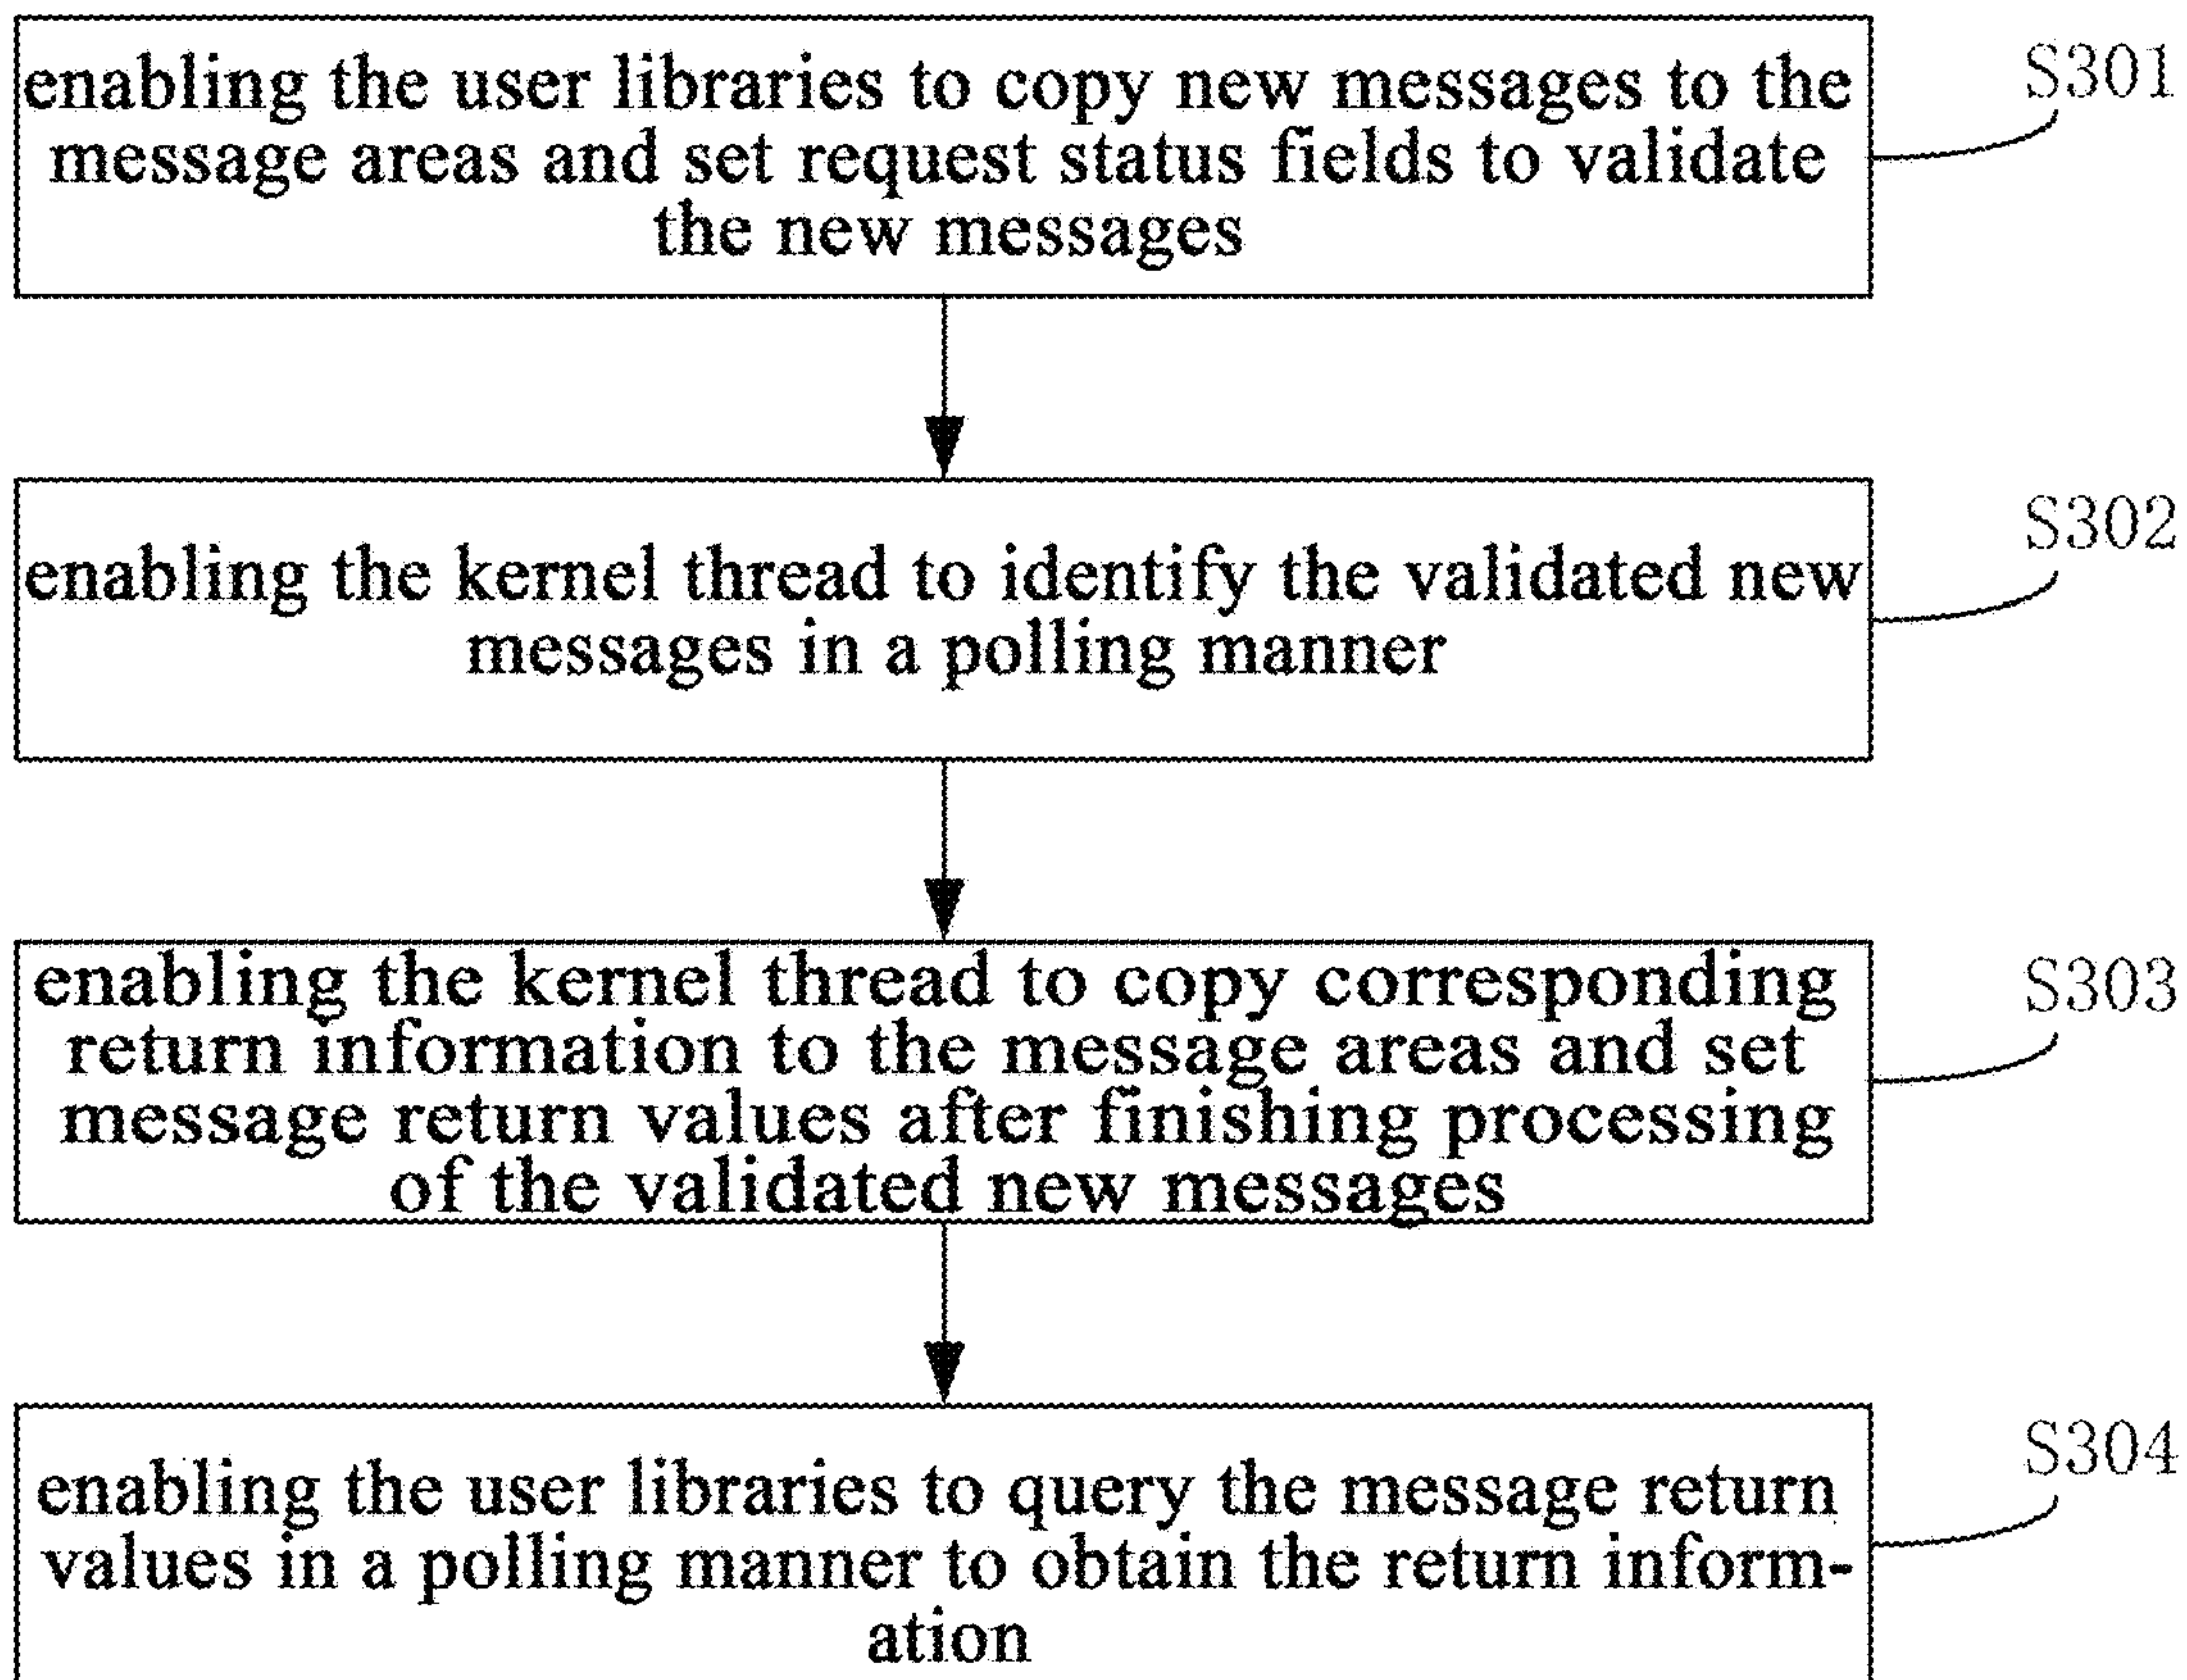 enabling the user libraries to copy new messages to the
message areas and set request status fields to validate
the new messages
S301
enabling the kernel thread to identify the validated new
messages in a polling manner
S302
enabling the kernel thread to copy corresponding
return information to the message areas and set
message return values after finishing processing
of the validated new messages
S303
enabling the user libraries to query the message return
values in a polling manner to obtain the return inform-
ation
S304